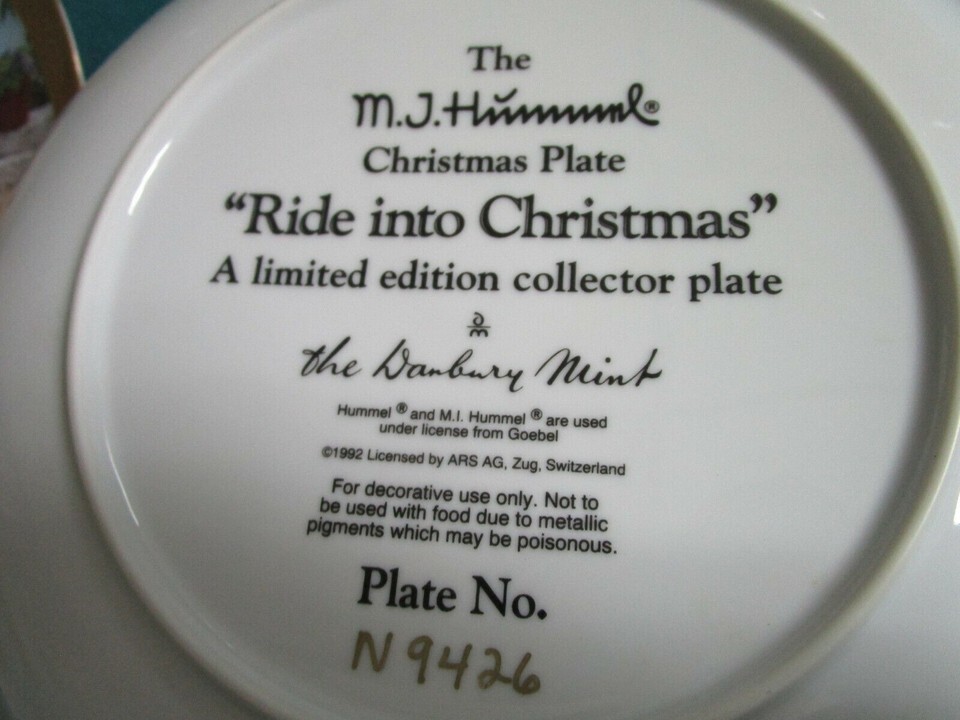 The
M.J. Hummel®
Christmas Plate
“Ride into Christmas”
A limited edition collector plate
the Danbury Mint
Hummel ® and M.I. Hummel ® are used
under license from Goebel
©1992 Licensed by ARS AG, Zug, Switzerland
For decorative use only. Not to
be used with food due to metallic
pigments which may be poisonous.
Plate No.
N9426